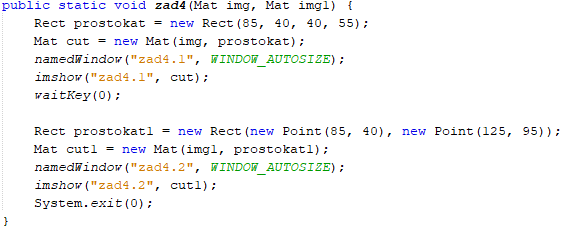 public static void zad4(Mat img, Mat img1) {
Rect prostokat = new Rect(85, 40, 40, 55);
Mat cut = new Mat(img, prostokat);
namedWindow("zad4.1", WINDOW_AUTOSIZE);
imshow("zad4.1", cut);
waitKey(0);
Rect prostokat1 = new Rect(new Point(85, 40), new Point(125, 95));
Mat cut1 = new Mat(img1, prostokat1);
namedWindow("zad4.2", WINDOW_AUTOSIZE);
imshow("zad4.2", cut1);
System.exit(0);
}